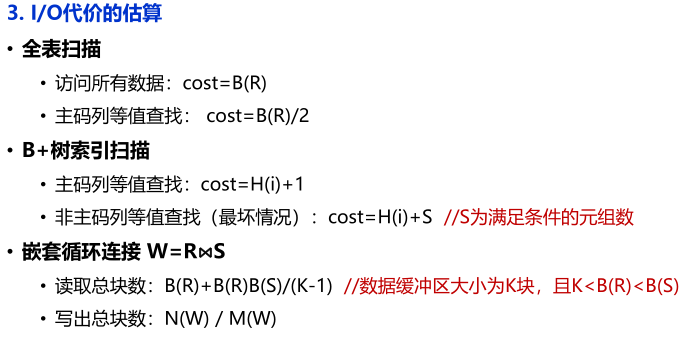 3. I/O代价的估算
• 全表扫描
• 访问所有数据：cost=B(R)
• 主码列等值查找： cost=B(R)/2
• B+树索引扫描
• 主码列等值查找：cost=H(i)+1
• 非主码列等值查找（最坏情况）：cost=H(i)+S //S为满足条件的元组数
• 嵌套循环连接 W=R⋈S
• 读取总块数：B(R)+B(R)B(S)/(K-1) //数据缓冲区大小为K块，且K<B(R)<B(S)
• 写出总块数：N(W) / M(W)